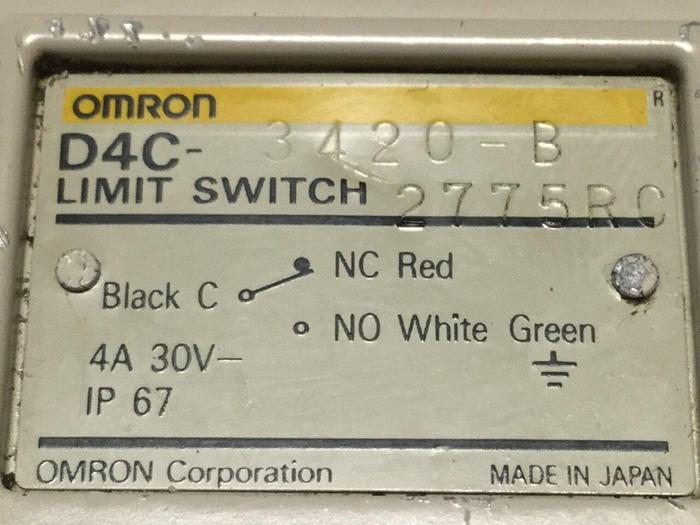 OMRON R
D4C- 3420-B
LIMIT SWITCH 2775RC
NC Red
Black C
NO White Green
4A 30V⎓
IP 67
OMRON Corporation MADE IN JAPAN